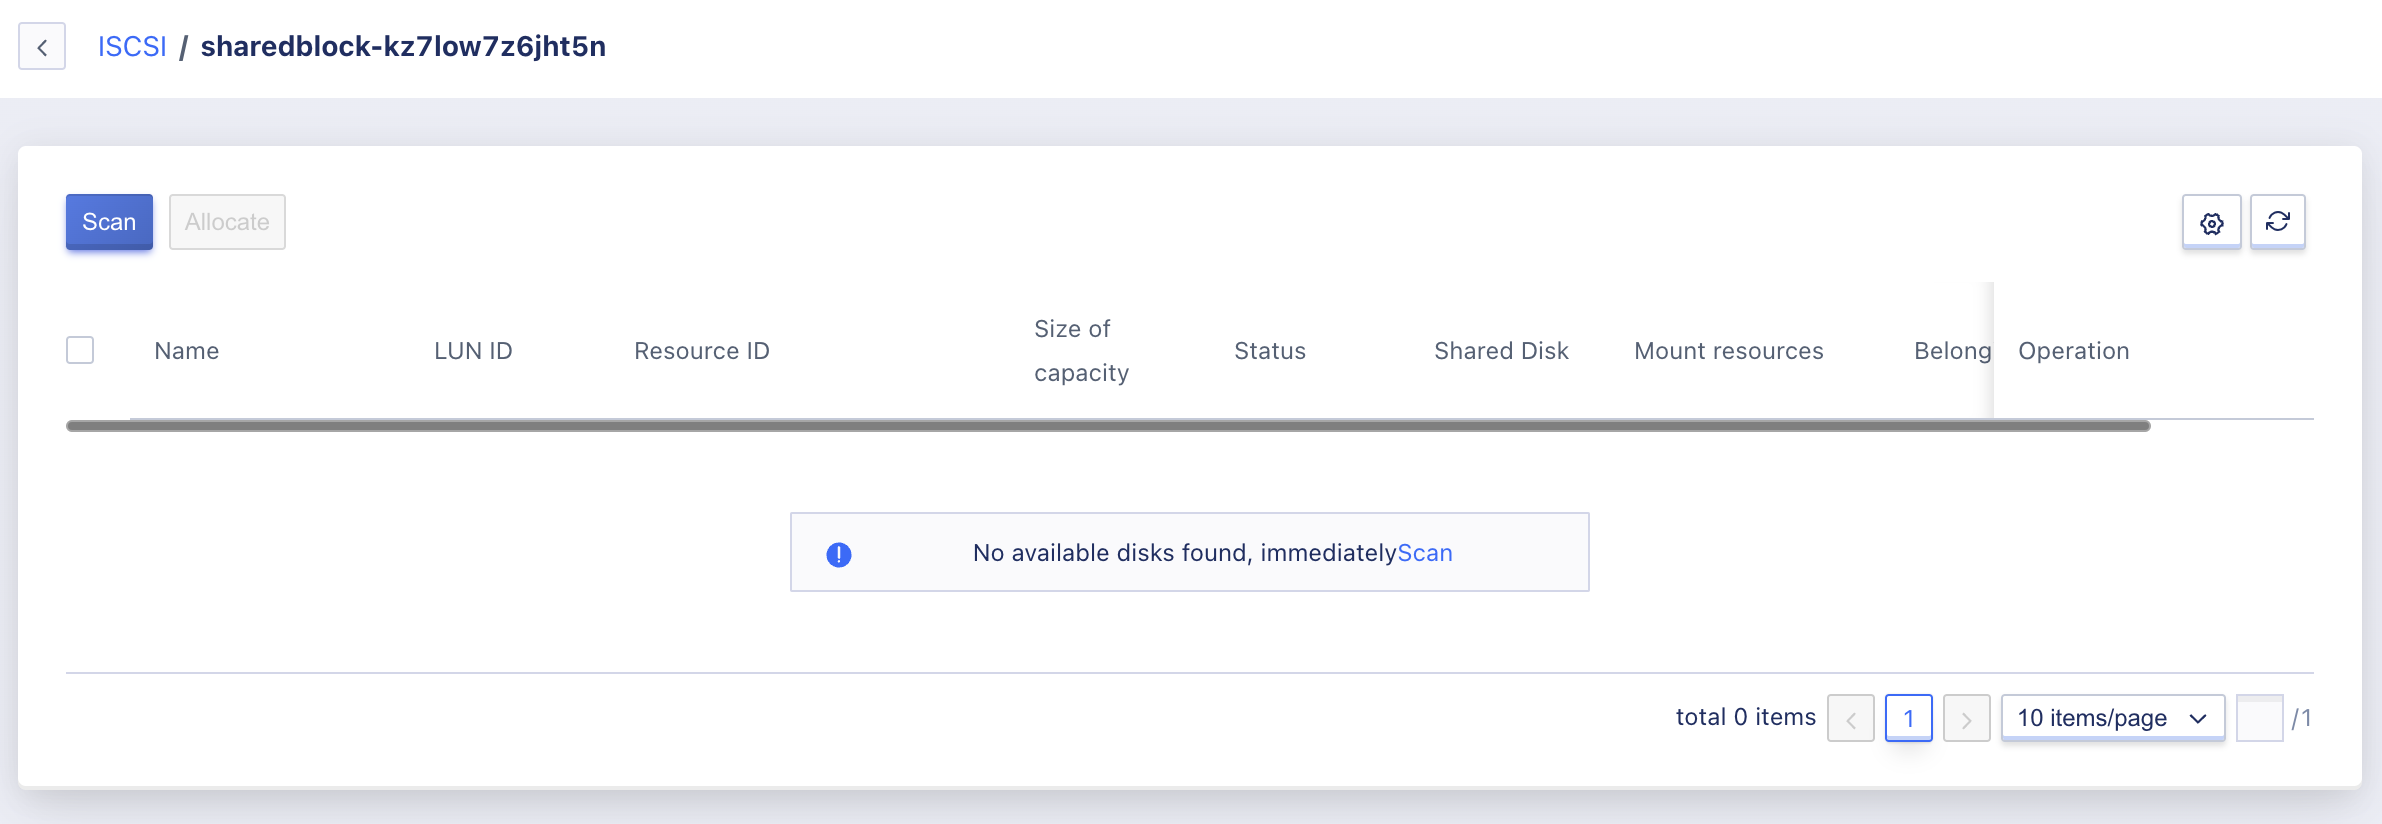 ISCSI / sharedblock-kz7low7z6jht5n
Scan
Allocate
Name
LUN ID
Resource ID
Size of
capacity
Status
Shared Disk
Mount resources
Belong
Operation
No available disks found, immediatelyScan
total 0 items
1
10 items/page
/1